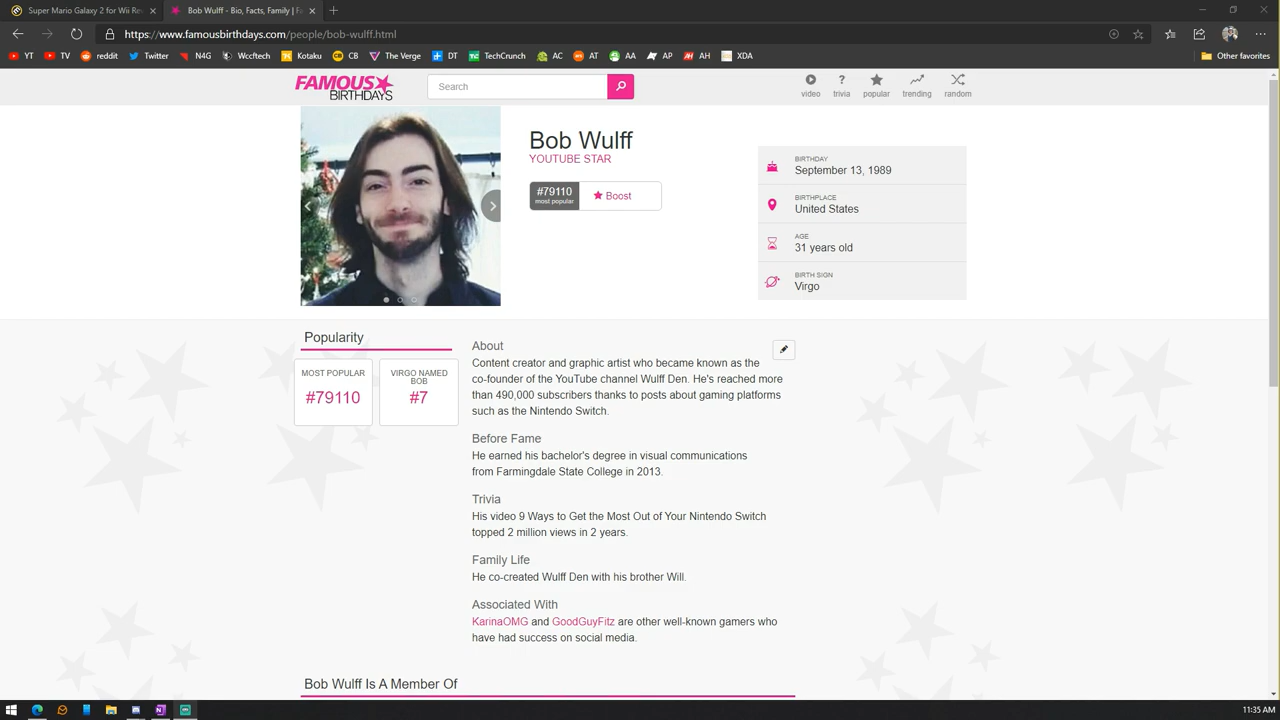 Super Mario Galaxy 2 for Wii Re
Bob Wulff - Bio, Facts, Family | F
https://www.famousbirthdays.com/people/bob-wulff.html
YT
TV
reddit
Twitter
N4G
Wccftech
Kotaku
CB
The Verge
DT
TechCrunch
AC
AT
AA
AP
AH
XDA
Other favorites
FAMOUS
BIRTHDAYS
Search
video
trivia
popular
trending
random
Bob Wulff
YOUTUBE STAR
#79110
most popular
Boost
BIRTHDAY
September 13, 1989
BIRTHPLACE
United States
AGE
31 years old
BIRTH SIGN
Virgo
Popularity
MOST POPULAR
#79110
VIRGO NAMED
BOB
#7
About
Content creator and graphic artist who became known as the
co-founder of the YouTube channel Wulff Den. He's reached more
than 490,000 subscribers thanks to posts about gaming platforms
such as the Nintendo Switch.
Before Fame
He earned his bachelor's degree in visual communications
from Farmingdale State College in 2013.
Trivia
His video 9 Ways to Get the Most Out of Your Nintendo Switch
topped 2 million views in 2 years.
Family Life
He co-created Wulff Den with his brother Will.
Associated With
KarinaOMG and GoodGuyFitz are other well-known gamers who
have had success on social media.
Bob Wulff Is A Member Of
11:35 AM